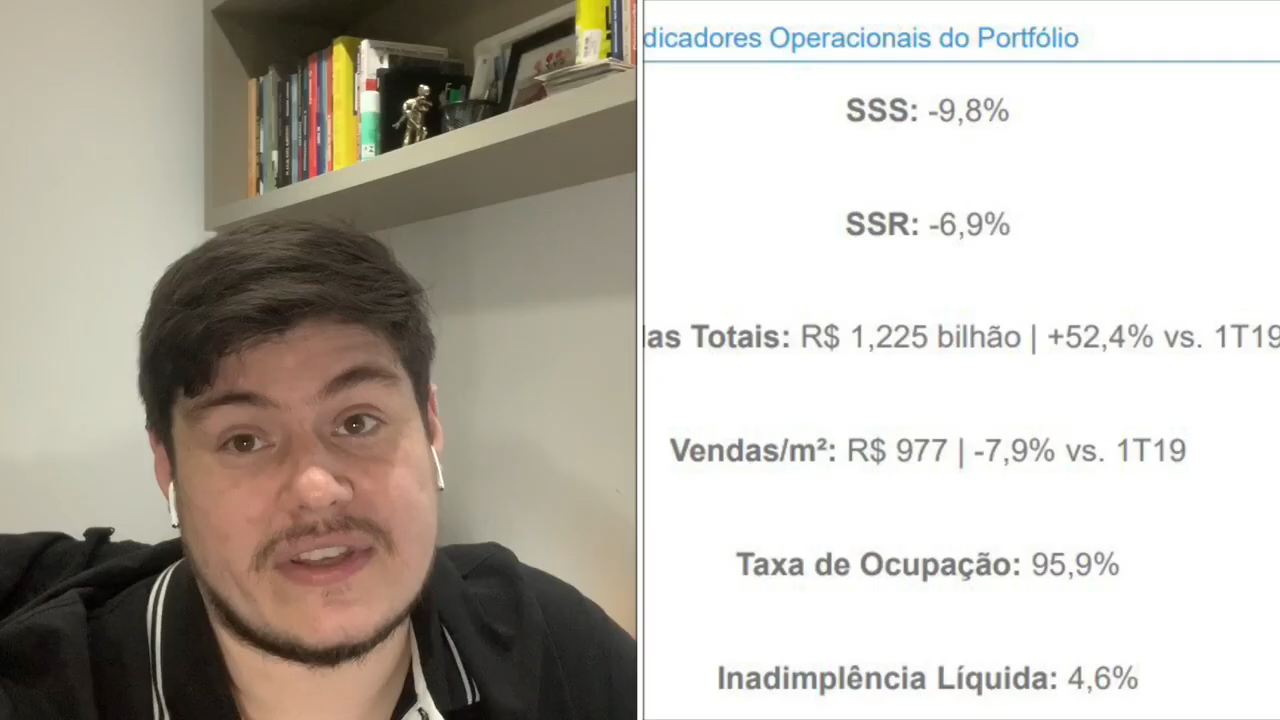 dicadores Operacionais do Portfólio
SSS: -9,8%
SSR: -6,9%
las Totais: R$ 1,225 bilhão | +52,4% vs. 1T19
Vendas/m²: R$ 977 | -7,9% vs. 1T19
Taxa de Ocupação: 95,9%
Inadimplência Líquida: 4,6%